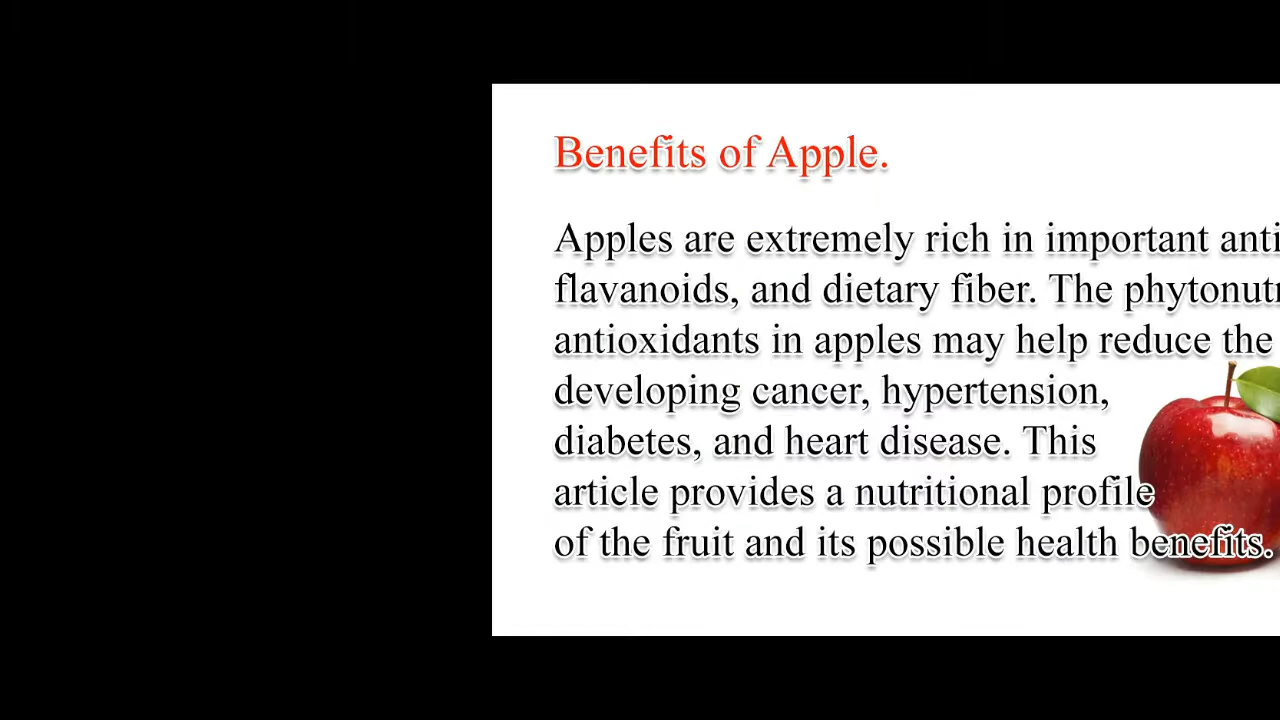 Benefits of Apple.
Apples are extremely rich in important
flavanoids, and dietary fiber. The
antioxidants in apples may help reduce the
developing cancer, hypertension,
diabetes, and heart disease. This
article provides a nutritional profile
of the fruit and its possible health benefits.